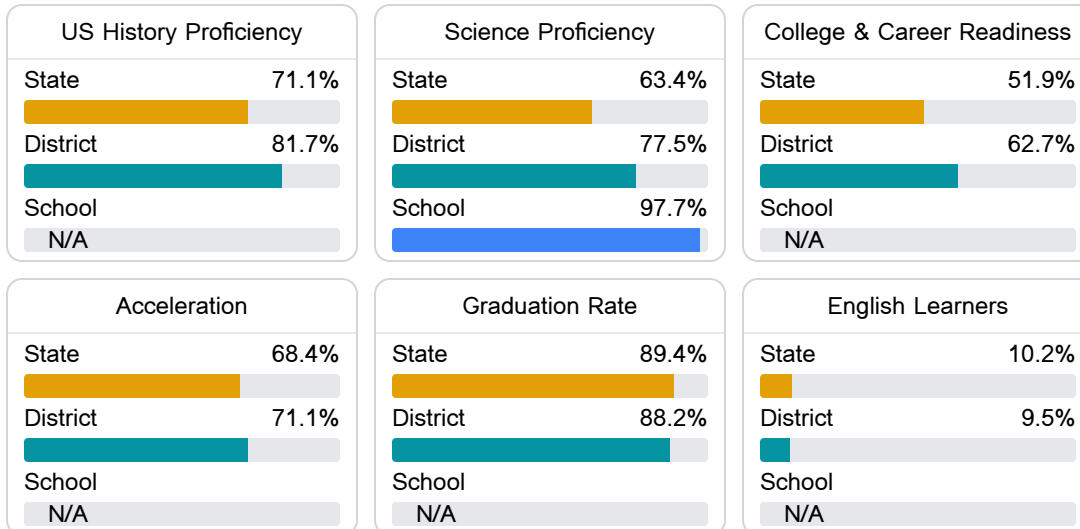 US History Proficiency
State 71.1%
District 81.7%
School
N/A
Science Proficiency
State 63.4%
District 77.5%
School 97.7%
College & Career Readiness
State 51.9%
District 62.7%
School
N/A
Acceleration
State 68.4%
District 71.1%
School
N/A
Graduation Rate
State 89.4%
District 88.2%
School
N/A
English Learners
State 10.2%
District 9.5%
School
N/A